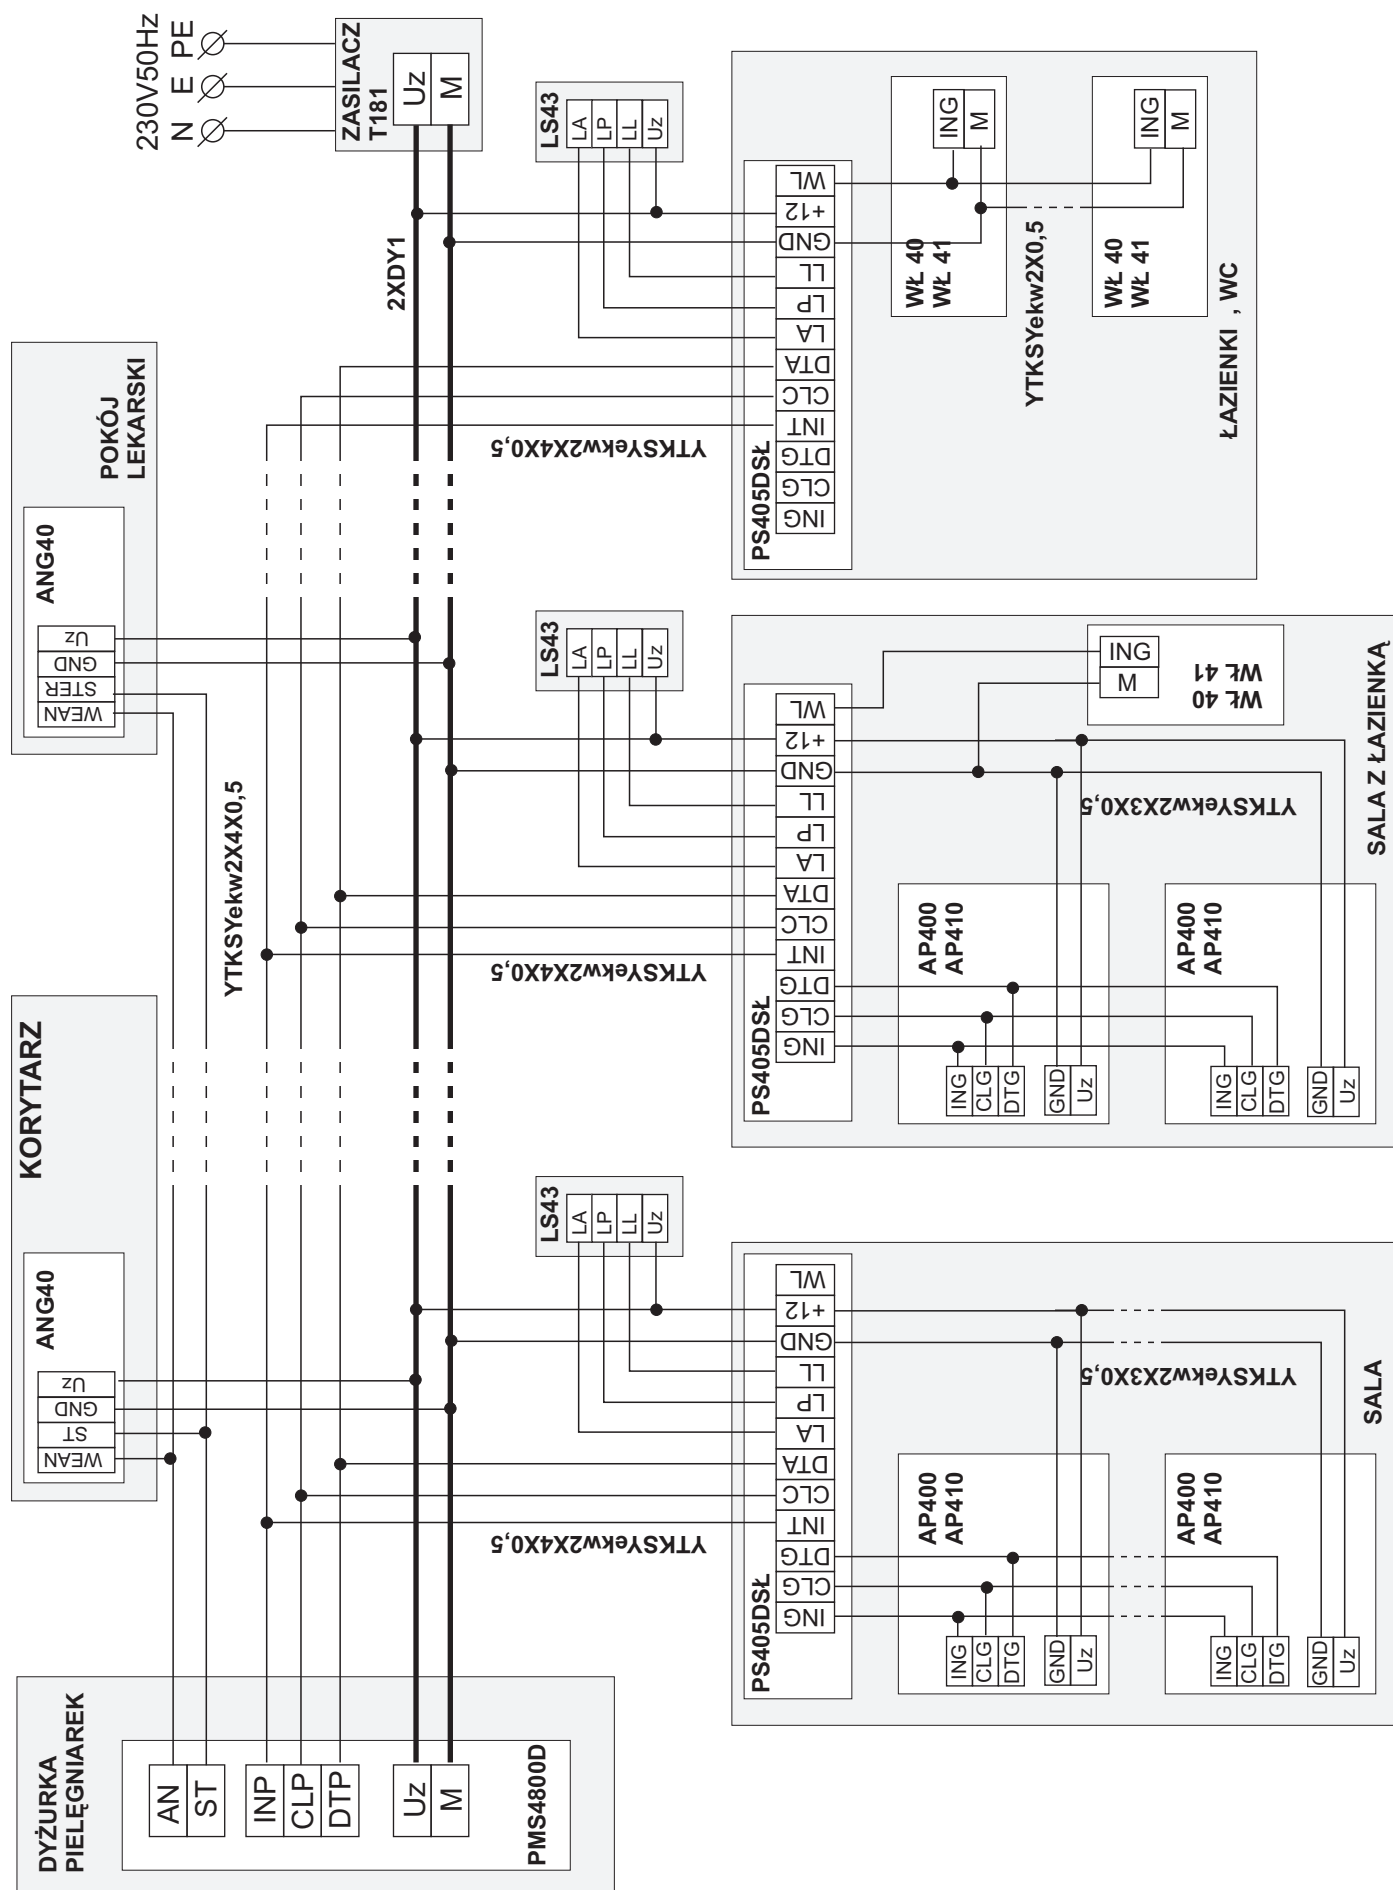 DYŻURKA
PIELĘGNIAREK
AN
ST
INP
CLP
DTP
Uz
M
PMS4800D
KORYTARZ
ANG40
WEAN
ST
GND
Uz
POKÓJ
LEKARSKI
ANG40
WEAN
STER
GND
Uz
YTKSYekw2X4X0,5
2XDY1
230V50Hz
N
E
PE
ZASILACZ
T181
Uz
M
LS43
LA
LP
LL
Uz
LS43
LA
LP
LL
Uz
LS43
LA
LP
LL
Uz
YTKSYekw2X4X0,5
YTKSYekw2X4X0,5
YTKSYekw2X4X0,5
PS405DSŁ
ING
CLG
DTG
INT
CLC
DTA
LA
LP
LL
GND
+12
WL
AP400
AP410
ING
CLG
DTG
GND
Uz
AP400
AP410
ING
CLG
DTG
GND
Uz
YTKSYekw2X3X0,5
SALA
PS405DSŁ
ING
CLG
DTG
INT
CLC
DTA
LA
LP
LL
GND
+12
WL
AP400
AP410
ING
CLG
DTG
GND
Uz
AP400
AP410
ING
CLG
DTG
GND
Uz
YTKSYekw2X3X0,5
ING
M
WŁ 40
WŁ 41
SALA Z ŁAZIENKĄ
PS405DSŁ
ING
CLG
DTG
INT
CLC
DTA
LA
LP
LL
GND
+12
WL
WŁ 40
WŁ 41
ING
M
YTKSYekw2X0,5
WŁ 40
WŁ 41
ING
M
ŁAZIENKI , WC